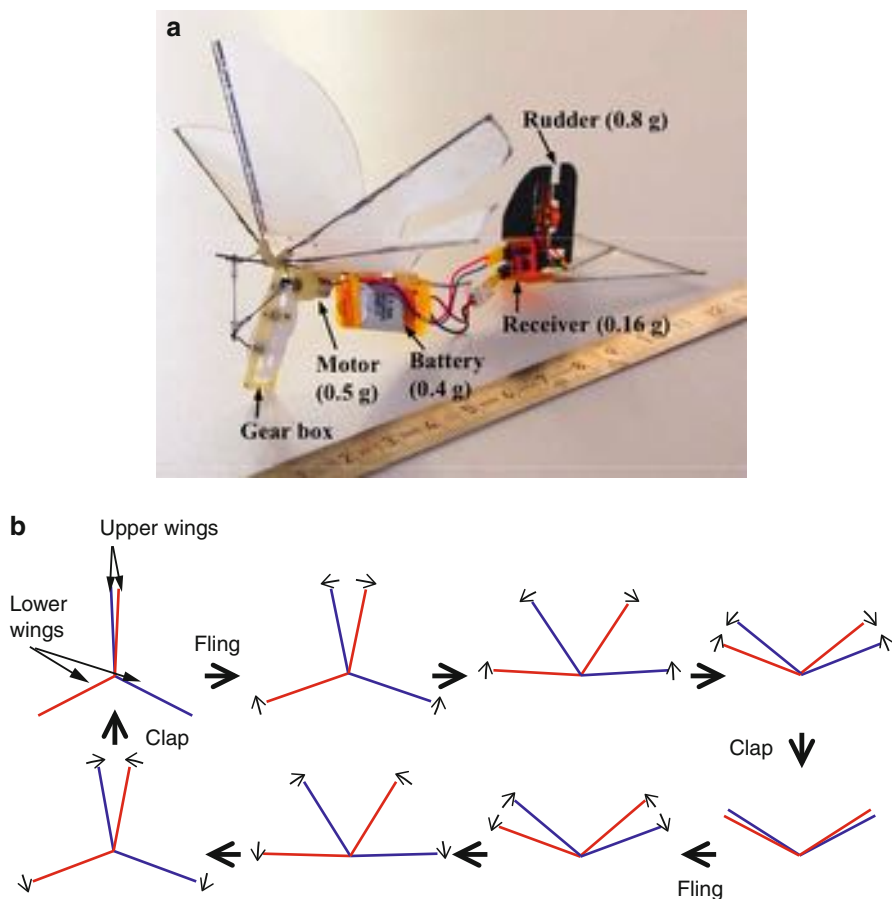 a
Rudder (0.8 g)
Receiver (0.16 g)
Motor
(0.5 g)
Battery
(0.4 g)
Gear box
b
Upper wings
Lower
wings
Fling
Clap
Clap
Fling